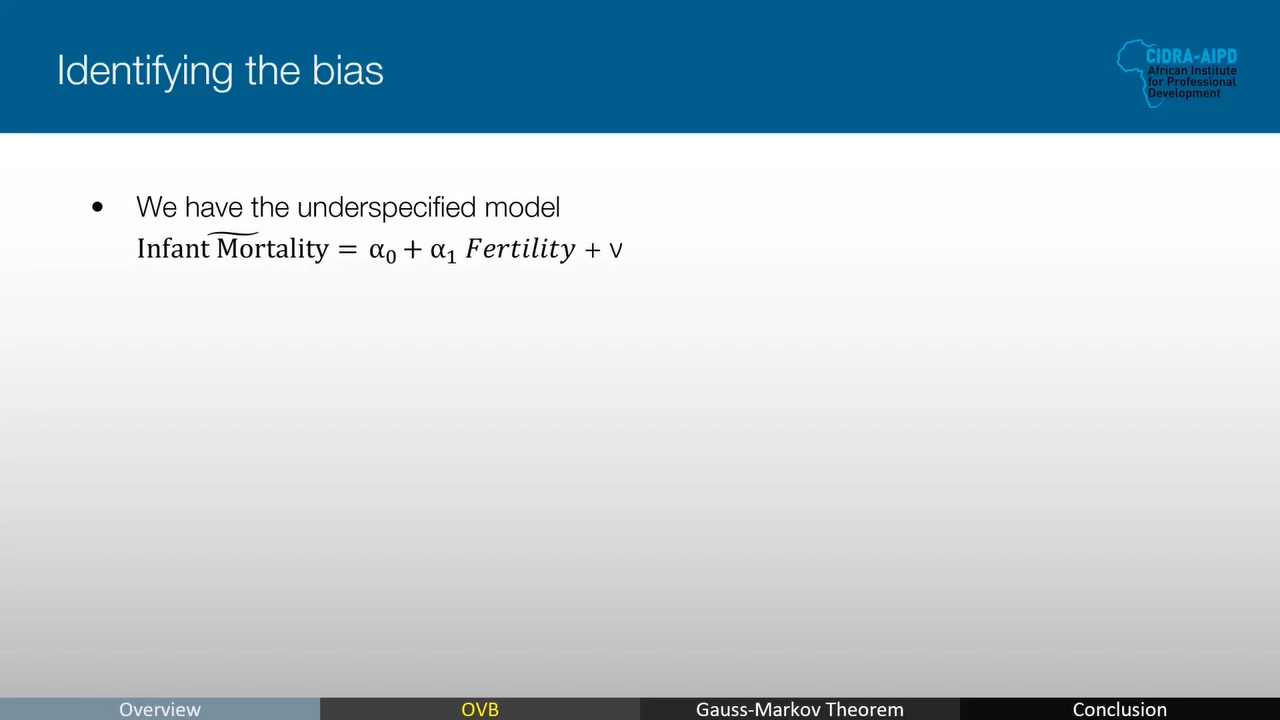 Identifying the bias
CIDRA-AIPD
African Institute
for Professional
Development
• We have the underspecified model
Infant Mortality = α₀ + α₁ Fertility + ν
Overview
OVB
Gauss-Markov Theorem
Conclusion